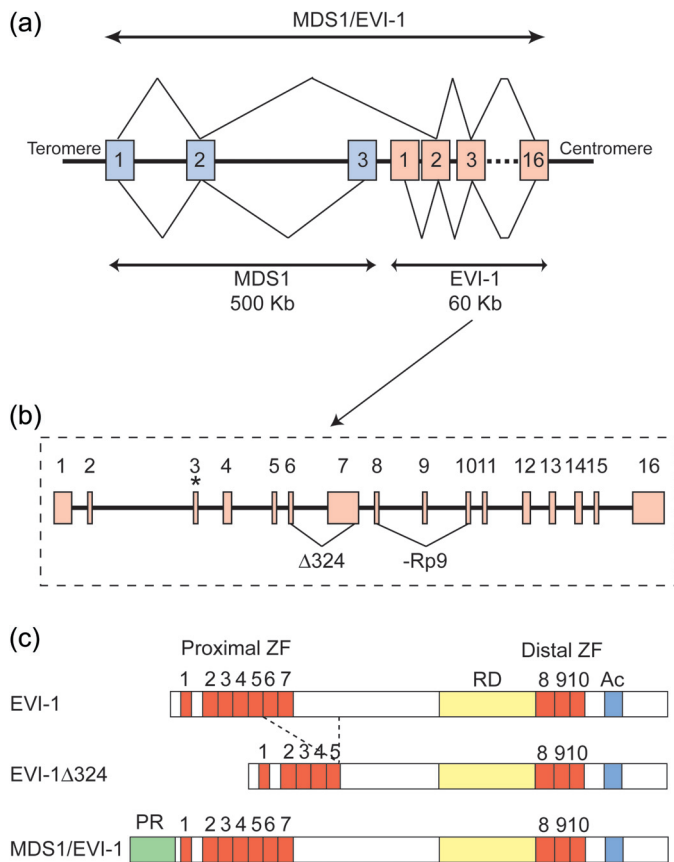 (a)
MDS1/EVI-1
Teromere
Centromere
1 2 3 1 2 3 16
MDS1
500 Kb
EVI-1
60 Kb
(b)
1 2 3 4 5 6 7 8 9 10 11 12 13 14 15 16
*
Δ324
-Rp9
(c)
Proximal ZF
Distal ZF
1 2 3 4 5 6 7 RD 8 9 10 Ac
EVI-1
1 2 3 4 5 8 9 10
EVI-1Δ324
PR 1 2 3 4 5 6 7 8 9 10
MDS1/EVI-1